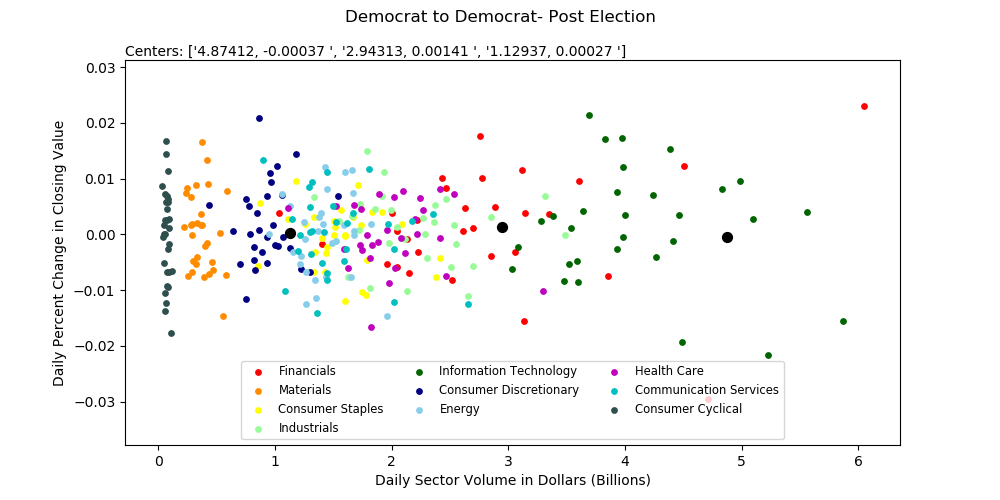 Democrat to Democrat- Post Election
Centers: ['4.87412, -0.00037 ', '2.94313, 0.00141 ', '1.12937, 0.00027 ']
0.03
0.02
0.01
0.00
−0.01
−0.02
−0.03
Daily Percent Change in Closing Value
Financials
Materials
Consumer Staples
Industrials
Information Technology
Consumer Discretionary
Energy
Health Care
Communication Services
Consumer Cyclical
0 1 2 3 4 5 6
Daily Sector Volume in Dollars (Billions)